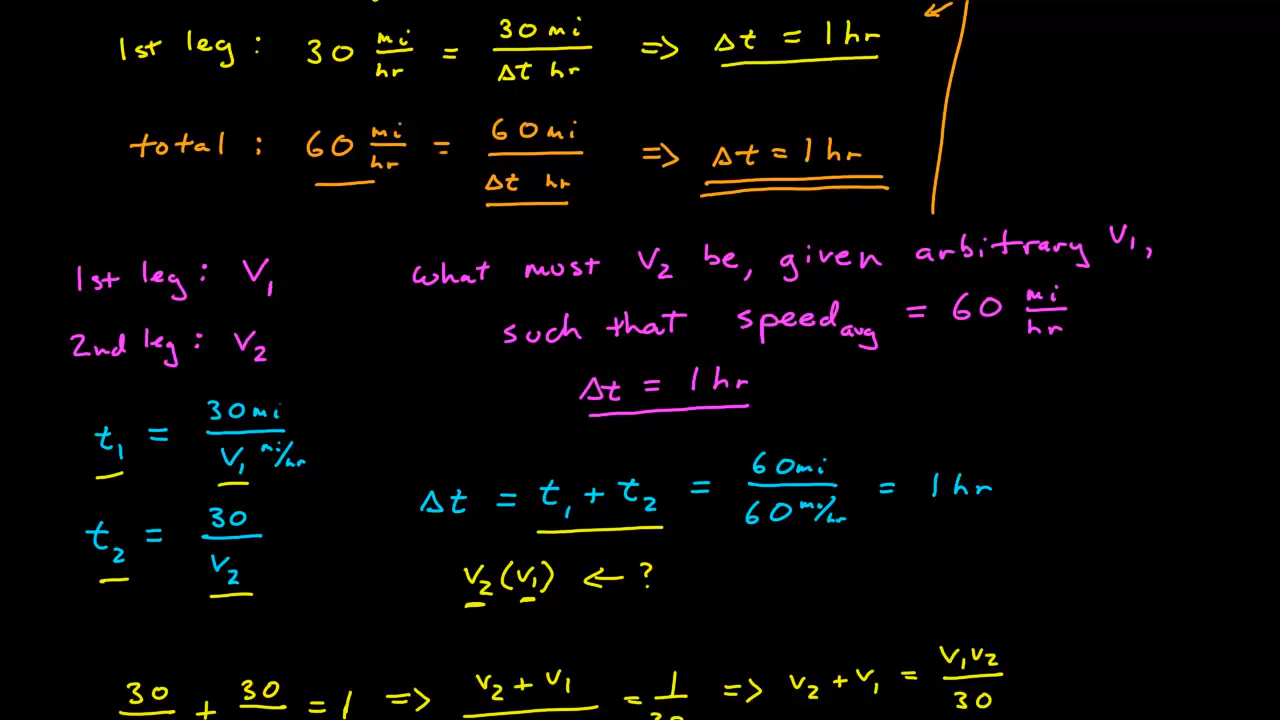 1st leg : 30 mi/hr = 30 mi / Δt hr => Δt = 1 hr
total : 60 mi/hr = 60 mi / Δt hr => Δt = 1 hr
1st leg : V1
2nd leg : V2
what must V2 be, given arbitrary V1,
such that speed avg = 60 mi/hr
Δt = 1 hr
t1 = 30 mi / V1 mi/hr
t2 = 30 / V2
Δt = t1 + t2 = 60 mi / 60 mi/hr = 1 hr
V2(V1) ← ?
30 + 30 = 1 => V2 + V1 = 1 => V2 + V1 = V1V2 / 30